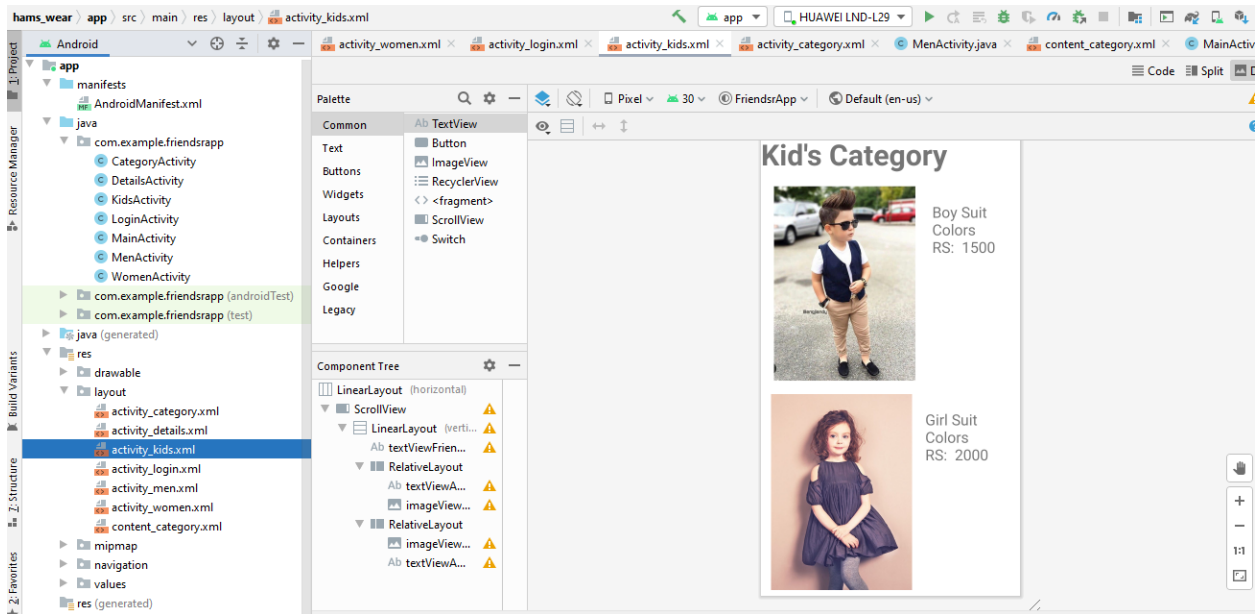 hams_wear app src main res layout activity_kids.xml
app HUAWEI LND-L29
1: Project
Resource Manager
Build Variants
7: Structure
2: Favorites
Android
app
manifests
AndroidManifest.xml
java
com.example.friendsrapp
CategoryActivity
DetailsActivity
KidsActivity
LoginActivity
MainActivity
MenActivity
WomenActivity
com.example.friendsrapp (androidTest)
com.example.friendsrapp (test)
java (generated)
res
drawable
layout
activity_category.xml
activity_details.xml
activity_kids.xml
activity_login.xml
activity_men.xml
activity_women.xml
content_category.xml
mipmap
navigation
values
res (generated)
activity_women.xml activity_login.xml activity_kids.xml activity_category.xml MenActivity.java content_category.xml MainActiv
Code Split D
Palette
Common
Text
Buttons
Widgets
Layouts
Containers
Helpers
Google
Legacy
Ab TextView
Button
ImageView
RecyclerView
<fragment>
ScrollView
Switch
Component Tree
LinearLayout (horizontal)
ScrollView
LinearLayout (verti...
Ab textViewFrien...
RelativeLayout
Ab textViewA...
imageView...
RelativeLayout
imageView...
Ab textViewA...
Pixel 30 FriendsrApp Default (en-us)
Kid's Category
Boy Suit
Colors
RS: 1500
Girl Suit
Colors
RS: 2000
1:1